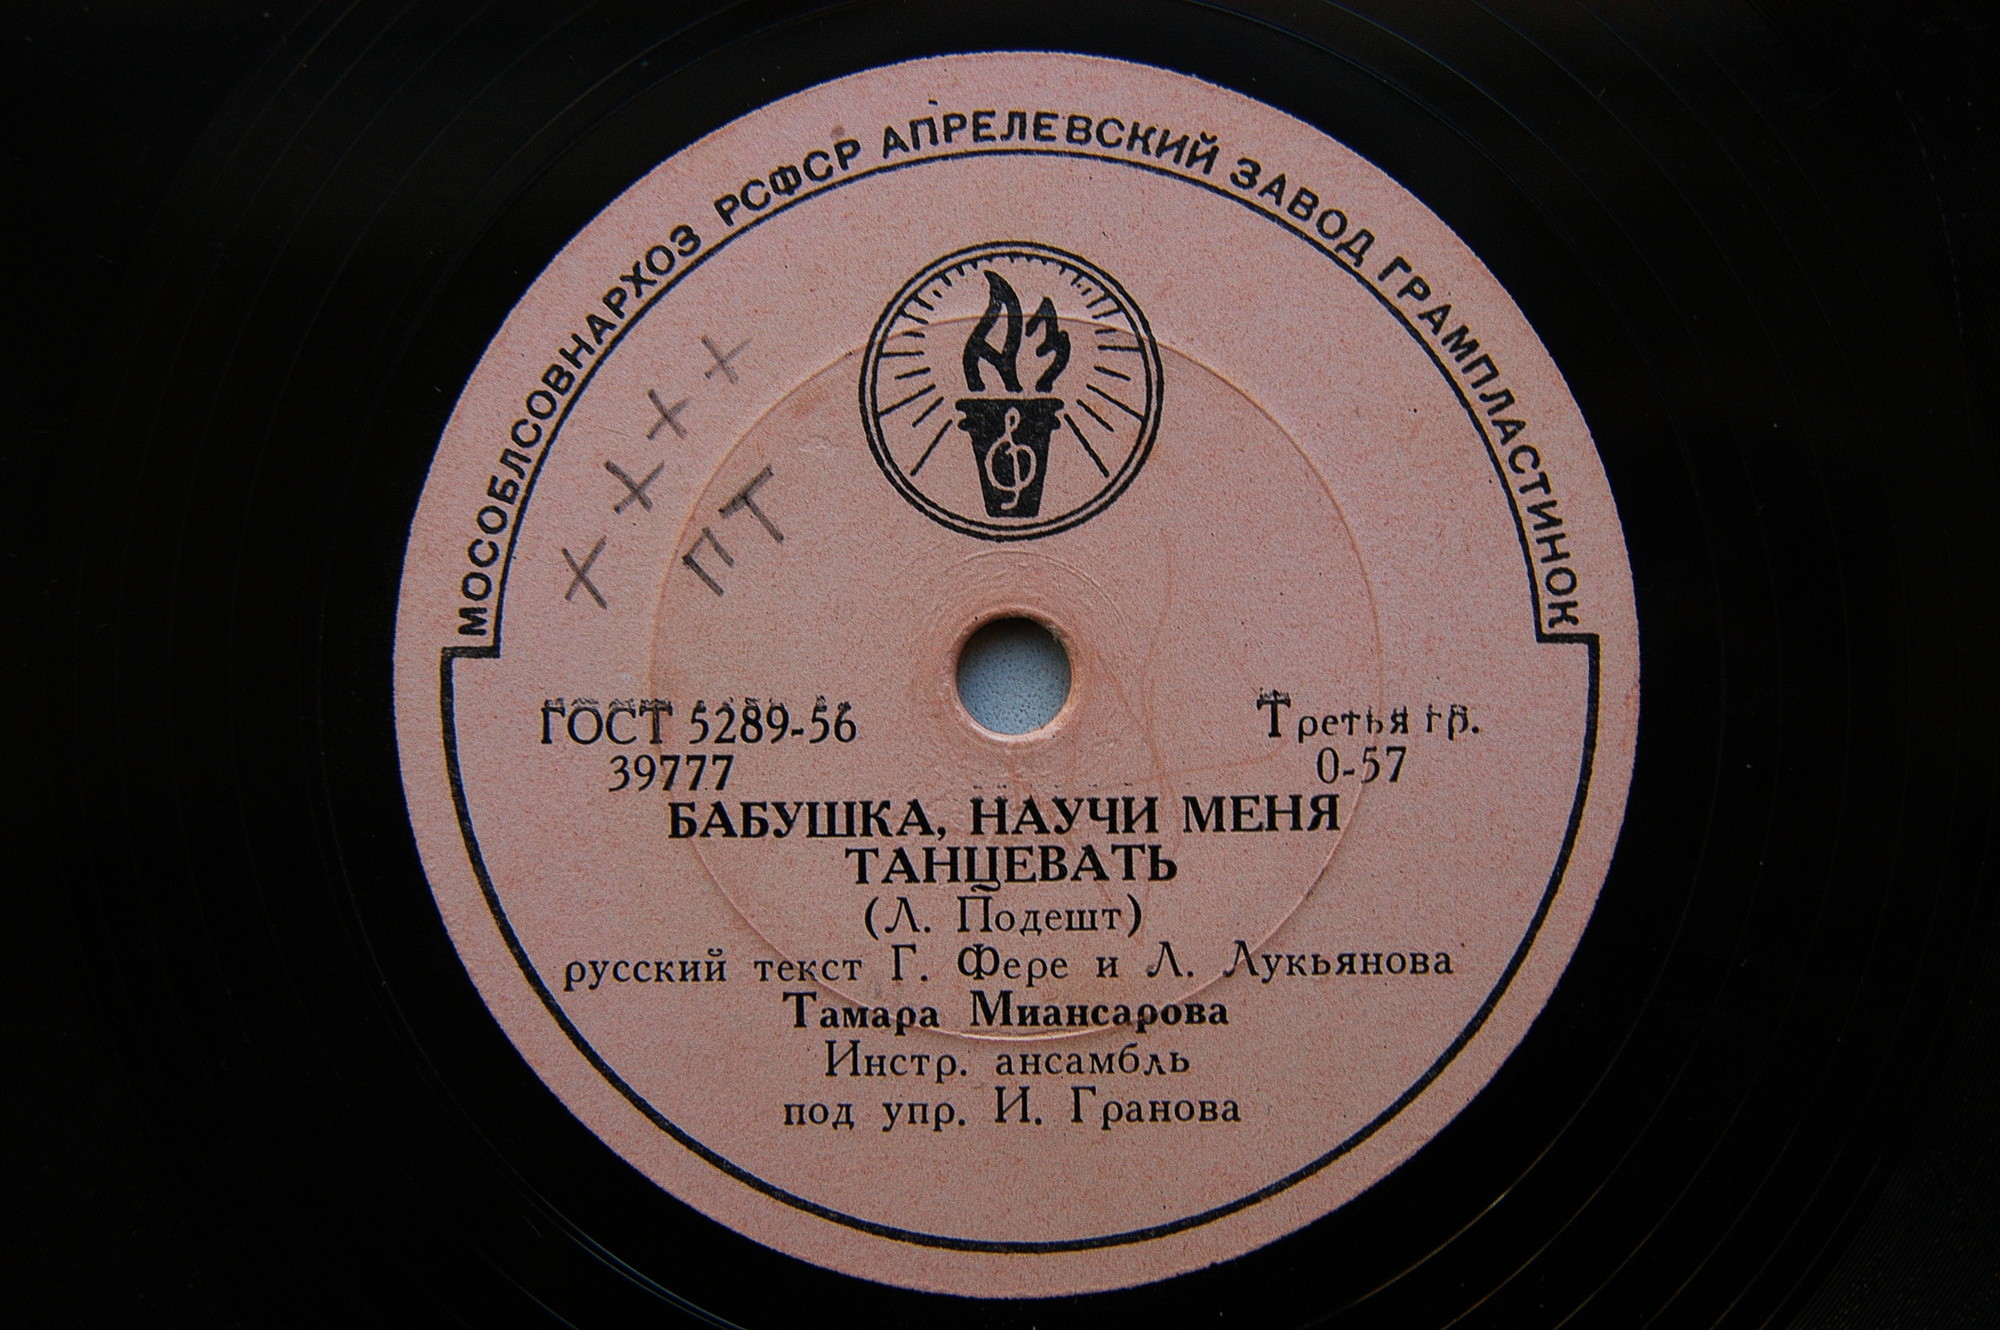 МОСОБЛСОВНАРХОЗ РСФСР АПРЕЛЕВСКИЙ ЗАВОД ГРАМПЛАСТИНОК
АЗ
++++
ПТ
ГОСТ 5289-56 Третья гр.
39777 0-57
БАБУШКА, НАУЧИ МЕНЯ
ТАНЦЕВАТЬ
(Л. Подешт)
русский текст Г. Фере и Л. Лукьянова
Тамара Миансарова
Инстр. ансамбль
под упр. И. Гранова